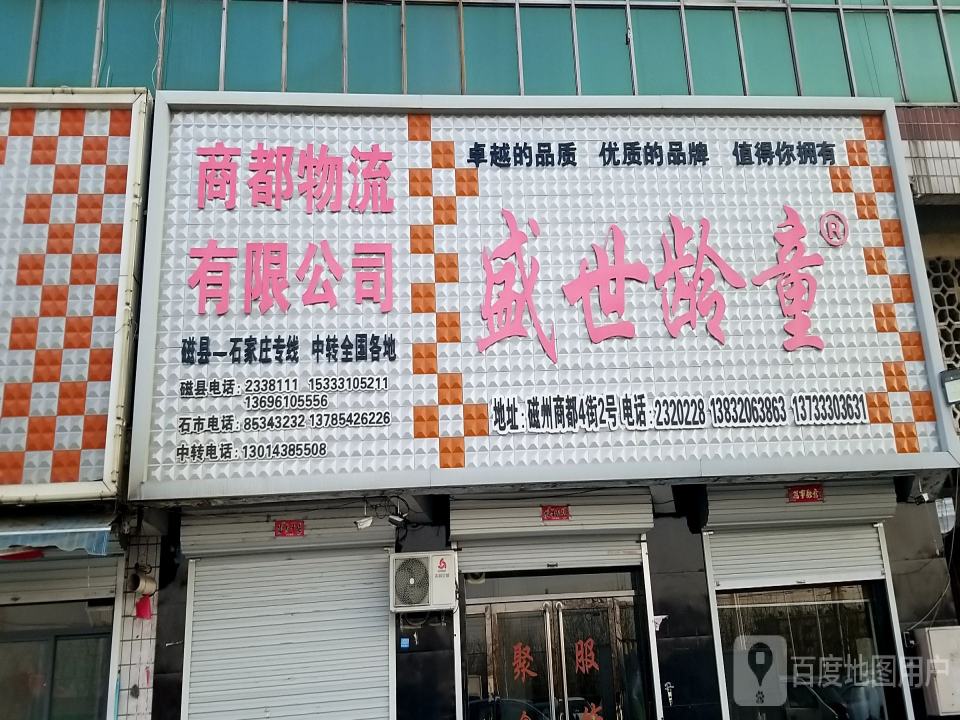 商都物流
有限公司
磁县—石家庄专线 中转全国各地
磁县电话:2338111 15333105211
13696105556
石市电话:85343232 13785426226
中转电话:13014385508
卓越的品质 优质的品牌 值得你拥有
盛世龄童®
地址:磁州商都4街2号 电话:2320228 13832063863 13733303631
聚 服
百度地图用户